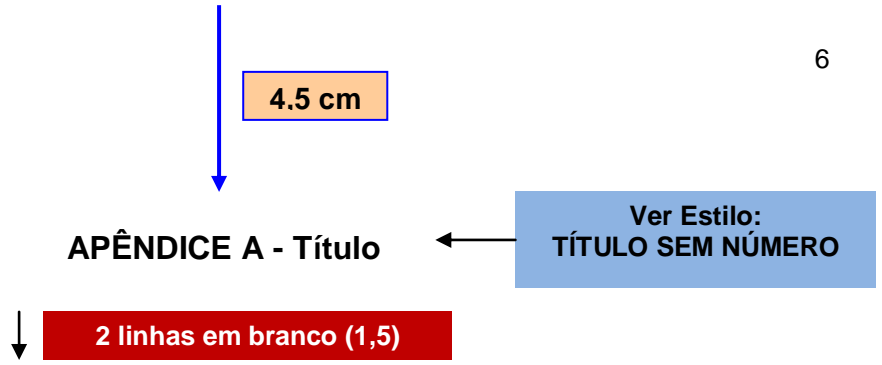 6
4.5 cm
Ver Estilo:
TÍTULO SEM NÚMERO
APÊNDICE A - Título
2 linhas em branco (1,5)